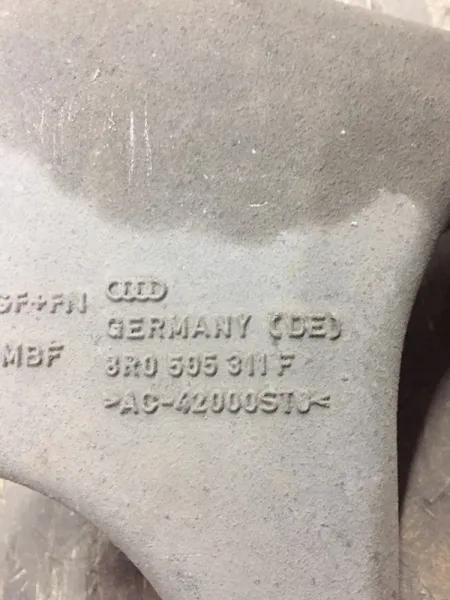 GF+FN
MBF
GERMANY (DE)
8R0 505 311 F
>AC-42000ST6<